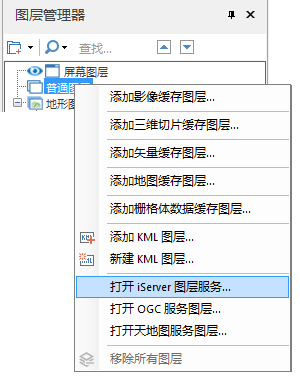 图层管理器
查找...
屏幕图层
普通图层
地形图
添加影像缓存图层...
添加三维切片缓存图层...
添加矢量缓存图层...
添加地图缓存图层...
添加栅格体数据缓存图层...
添加 KML 图层...
新建 KML 图层...
打开 iServer 图层服务...
打开 OGC 服务图层...
打开天地图服务图层...
移除所有图层